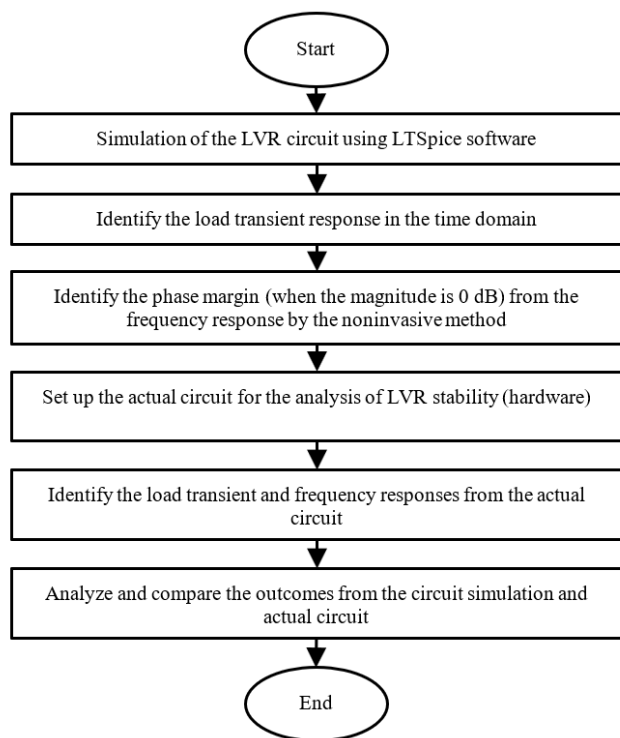 Start
Simulation of the LVR circuit using LTSpice software
Identify the load transient response in the time domain
Identify the phase margin (when the magnitude is 0 dB) from the
frequency response by the noninvasive method
Set up the actual circuit for the analysis of LVR stability (hardware)
Identify the load transient and frequency responses from the actual
circuit
Analyze and compare the outcomes from the circuit simulation and
actual circuit
End